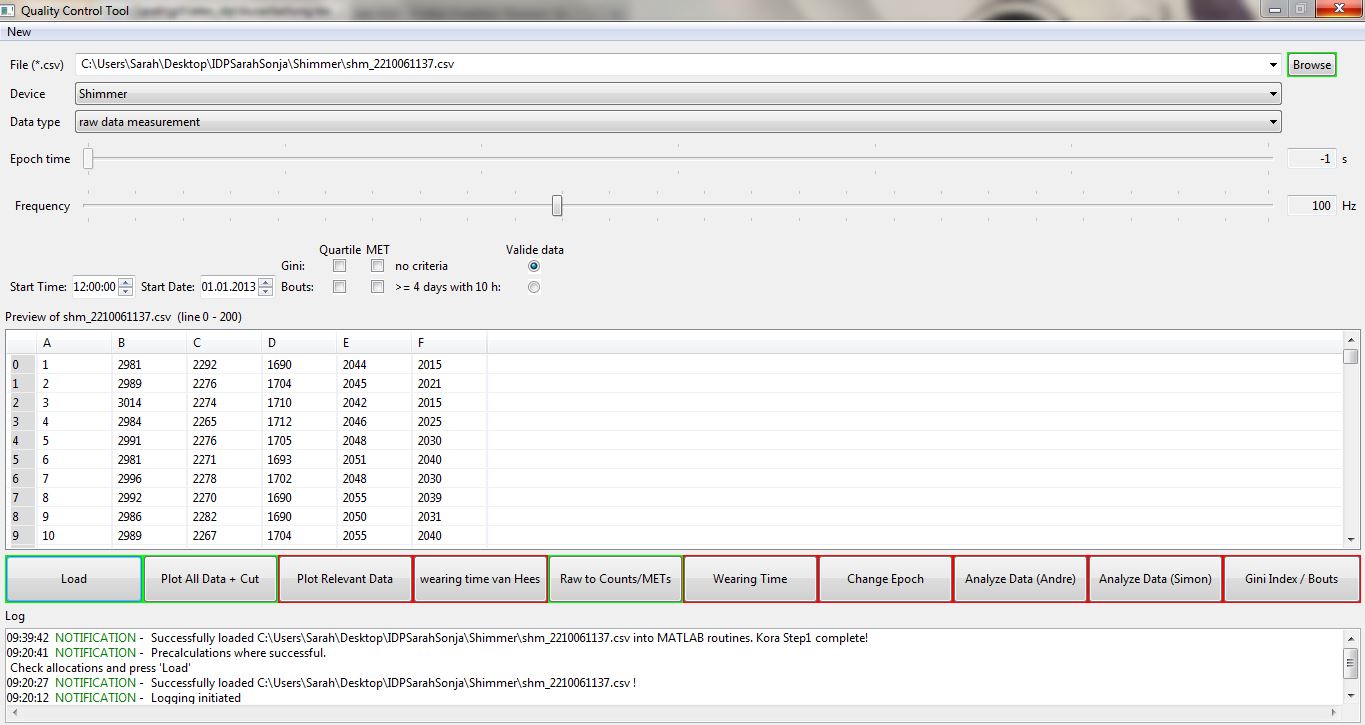 Quality Control Tool
New
File (*.csv) C:\Users\Sarah\Desktop\IDPSarahSonja\Shimmer\shm_2210061137.csv Browse
Device Shimmer
Data type raw data measurement
Epoch time -1 s
Frequency 100 Hz
Quartile MET Valide data
Gini: no criteria
Start Time: 12:00:00 Start Date: 01.01.2013 Bouts: >= 4 days with 10 h:
Preview of shm_2210061137.csv (line 0 - 200)
A B C D E F
0 1 2981 2292 1690 2044 2015
1 2 2989 2276 1704 2045 2021
2 3 3014 2274 1710 2042 2015
3 4 2984 2265 1712 2046 2025
4 5 2991 2276 1705 2048 2030
5 6 2981 2271 1693 2051 2040
6 7 2996 2278 1702 2048 2030
7 8 2992 2270 1690 2055 2039
8 9 2986 2282 1690 2050 2031
9 10 2989 2267 1704 2055 2040
Load Plot All Data + Cut Plot Relevant Data wearing time van Hees Raw to Counts/METs Wearing Time Change Epoch Analyze Data (Andre) Analyze Data (Simon) Gini Index / Bouts
Log
09:39:42 NOTIFICATION - Successfully loaded C:\Users\Sarah\Desktop\IDPSarahSonja\Shimmer\shm_2210061137.csv into MATLAB routines. Kora Step1 complete!
09:20:41 NOTIFICATION - Precalculations where successful.
Check allocations and press 'Load'
09:20:27 NOTIFICATION - Successfully loaded C:\Users\Sarah\Desktop\IDPSarahSonja\Shimmer\shm_2210061137.csv !
09:20:12 NOTIFICATION - Logging initiated